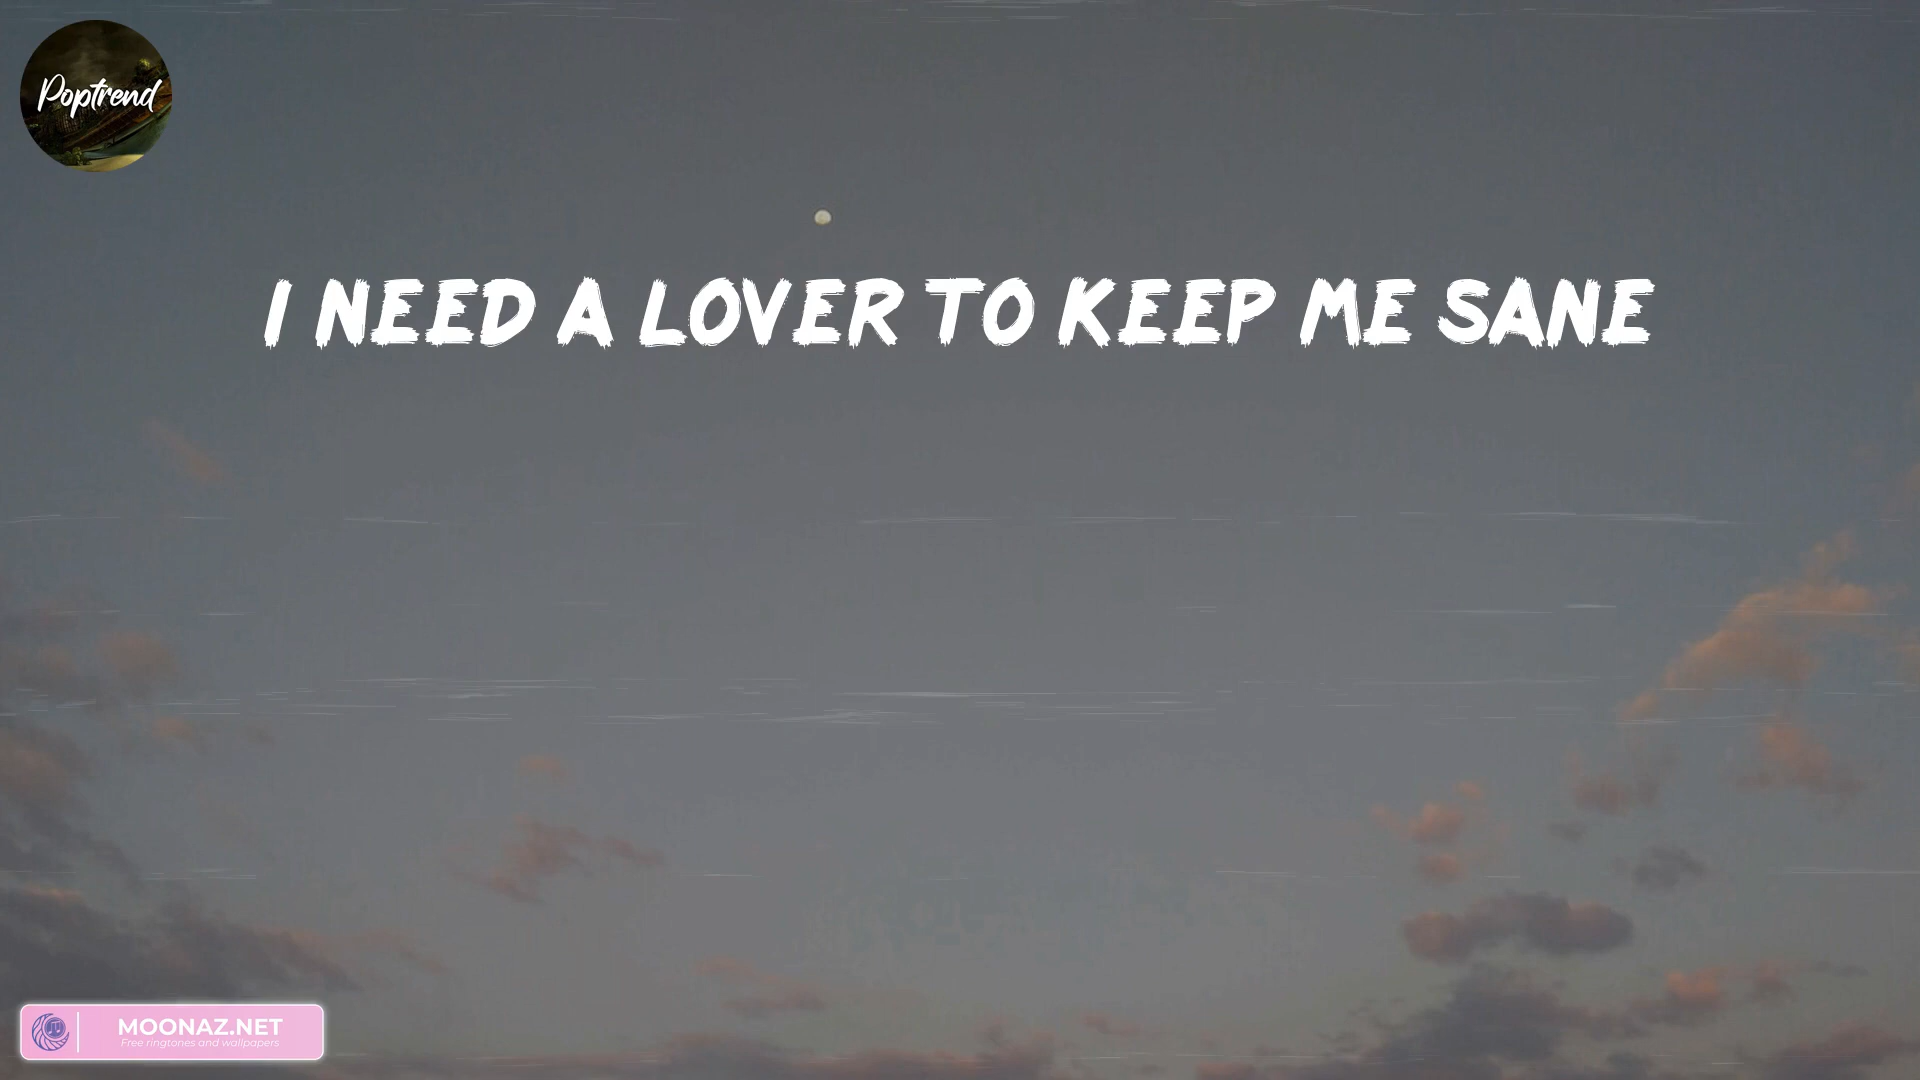 Poptrend
I NEED A LOVER TO KEEP ME SANE
MOONAZ.NET
Free ringtones and wallpapers